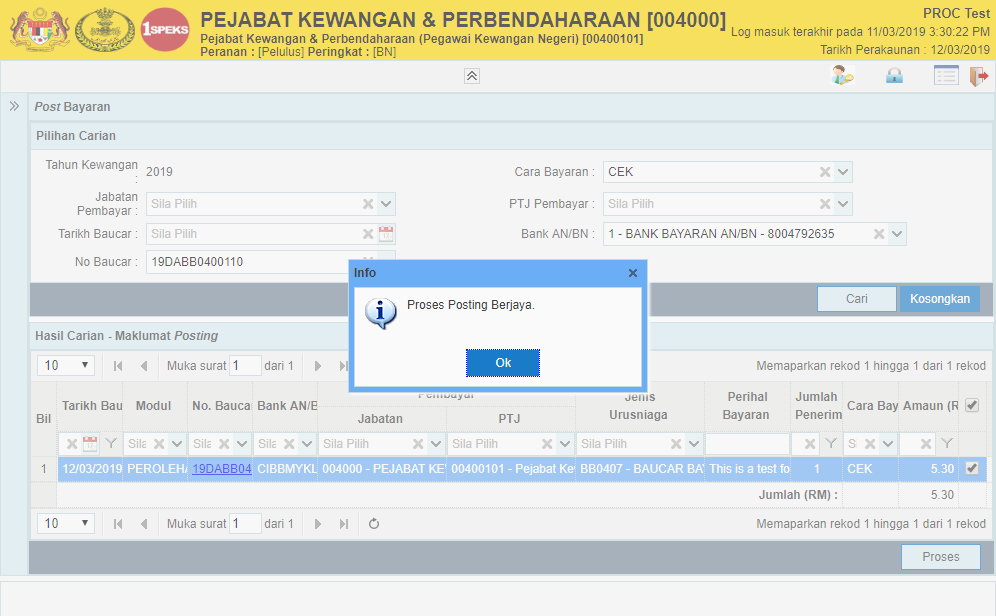 1SPEKS
PEJABAT KEWANGAN & PERBENDAHARAAN [004000]
Pejabat Kewangan & Perbendaharaan (Pegawai Kewangan Negeri) [00400101]
Peranan : [Pelulus] Peringkat : [BN]
PROC Test
Log masuk terakhir pada 11/03/2019 3:30:22 PM
Tarikh Perakaunan : 12/03/2019
Post Bayaran
Pilihan Carian
Tahun Kewangan : 2019
Cara Bayaran : CEK
Jabatan Pembayar : Sila Pilih
PTJ Pembayar : Sila Pilih
Tarikh Baucar : Sila Pilih
Bank AN/BN : 1 - BANK BAYARAN AN/BN - 8004792635
No Baucar : 19DABB0400110
Cari Kosongkan
Info
Proses Posting Berjaya.
Ok
Hasil Carian - Maklumat Posting
10 Muka surat 1 dari 1 Memaparkan rekod 1 hingga 1 dari 1 rekod
Bil Tarikh Bau Modul No. Bauca Bank AN/B Pembayar Jabatan PTJ Jenis Urusniaga Perihal Bayaran Jumlah Penerim Cara Bay Amaun (R
Sila Sila Sila Sila Pilih Sila Pilih Sila Pilih S
1 12/03/2019 PEROLEHA 19DABB04 CIBBMYKL 004000 - PEJABAT KE 00400101 - Pejabat Ke BB0407 - BAUCAR BA This is a test fo 1 CEK 5.30
Jumlah (RM) : 5.30
10 Muka surat 1 dari 1 Memaparkan rekod 1 hingga 1 dari 1 rekod
Proses